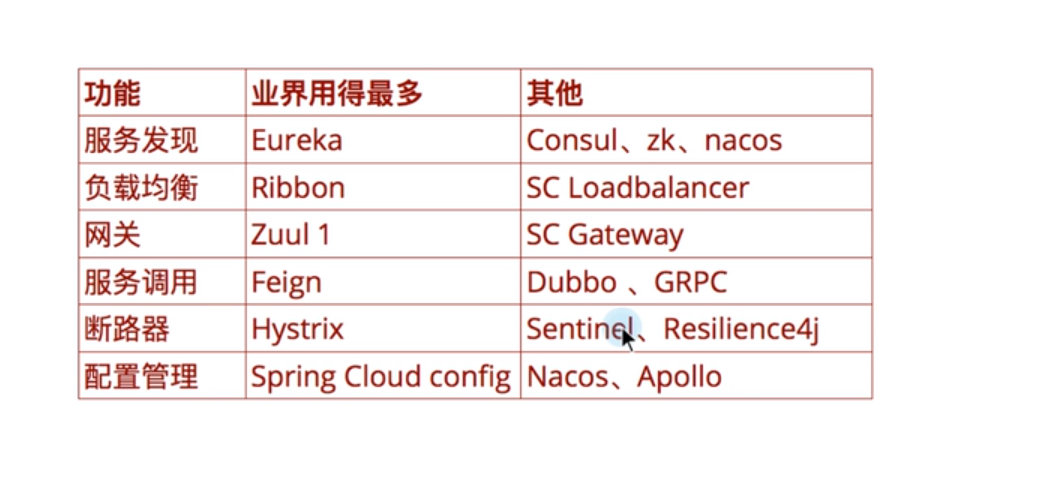 功能 业界用得最多 其他
服务发现 Eureka Consul、zk、nacos
负载均衡 Ribbon SC Loadbalancer
网关 Zuul 1 SC Gateway
服务调用 Feign Dubbo 、GRPC
断路器 Hystrix Sentinel、Resilience4j
配置管理 Spring Cloud config Nacos、Apollo